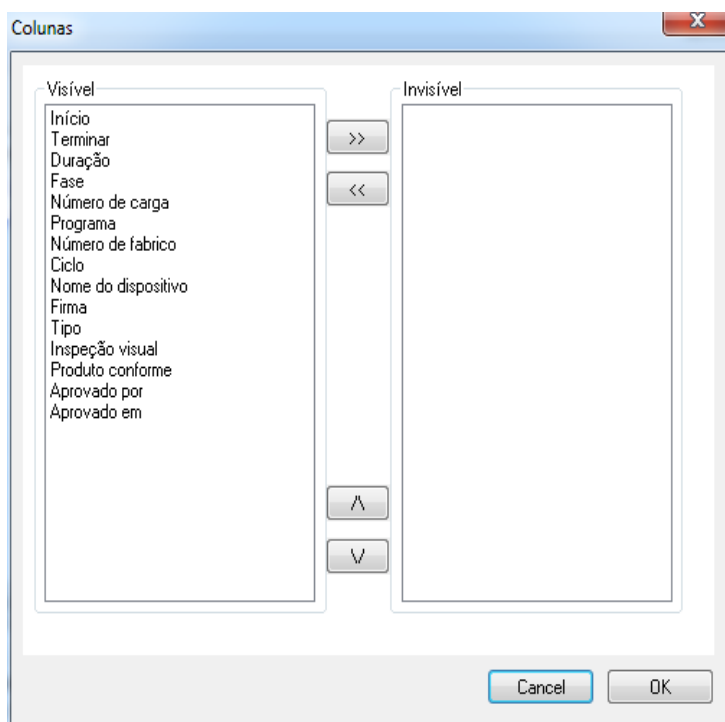 Colunas
X
Visível
Início
Terminar
Duração
Fase
Número de carga
Programa
Número de fabrico
Ciclo
Nome do dispositivo
Firma
Tipo
Inspeção visual
Produto conforme
Aprovado por
Aprovado em
>>
<<
/\
\/
Invisível
Cancel
OK